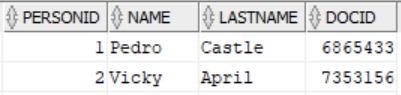 PERSONID NAME LASTNAME DOCID
1 Pedro Castle 6865433
2 Vicky April 7353156